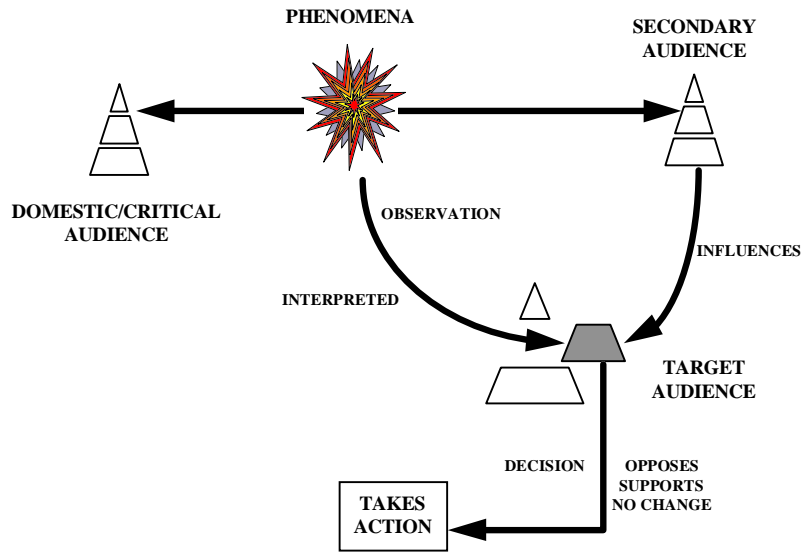 PHENOMENA
SECONDARY
AUDIENCE
DOMESTIC/CRITICAL
AUDIENCE
OBSERVATION
INFLUENCES
INTERPRETED
TARGET
AUDIENCE
DECISION
OPPOSES
SUPPORTS
NO CHANGE
TAKES
ACTION